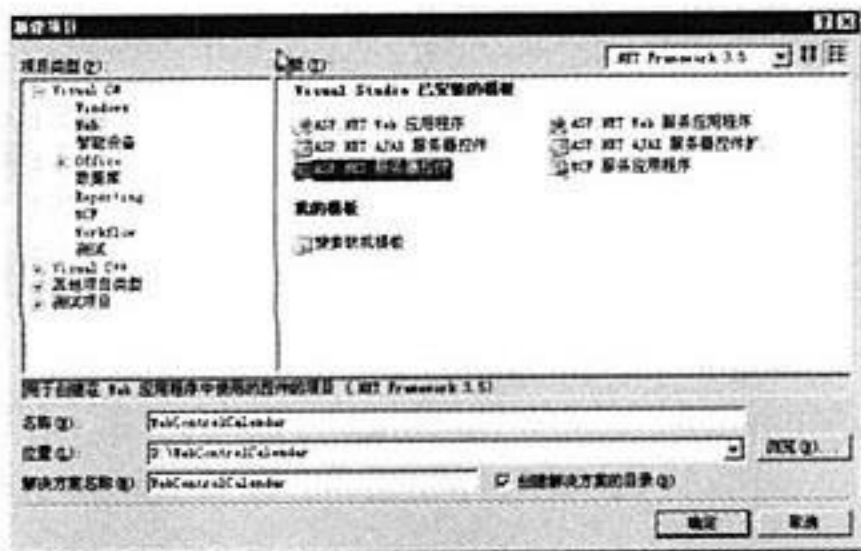 新建项目
项目类型(P):
Visual C#
Windows
Web
智能设备
Office
数据库
Reporting
WCF
Workflow
测试
Visual C++
其他项目类型
测试项目
(T):
.NET Framework 3.5
Visual Studio 已安装的模板
ASP.NET Web 应用程序
ASP.NET Web 服务应用程序
ASP.NET AJAX 服务器控件
ASP.NET AJAX 服务器控件扩..
ASP.NET 服务器控件
WCF 服务应用程序
我的模板
搜索联机模板
用于创建在 Web 应用程序中使用的控件的项目 (.NET Framework 3.5)
名称(N):
WebControlCalendar
位置(L):
D:\WebControlCalendar
浏览(B)...
解决方案名称(M):
WebControlCalendar
创建解决方案的目录(D)
确定
取消